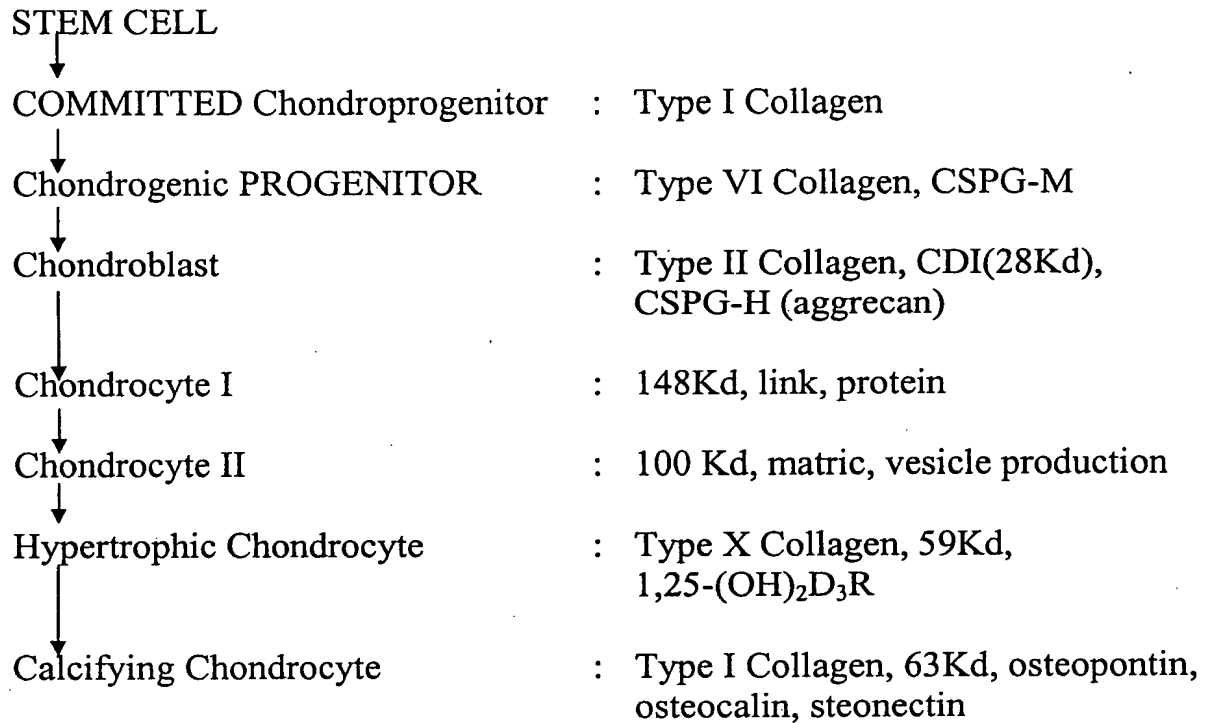 STEM CELL
COMMITTED Chondroprogenitor : Type I Collagen
Chondrogenic PROGENITOR : Type VI Collagen, CSPG-M
Chondroblast : Type II Collagen, CDI(28Kd),
CSPG-H (aggrecan)
Chondrocyte I : 148Kd, link, protein
Chondrocyte II : 100 Kd, matric, vesicle production
Hypertrophic Chondrocyte : Type X Collagen, 59Kd,
1,25-(OH)₂D₃R
Calcifying Chondrocyte : Type I Collagen, 63Kd, osteopontin,
osteocalin, steonectin